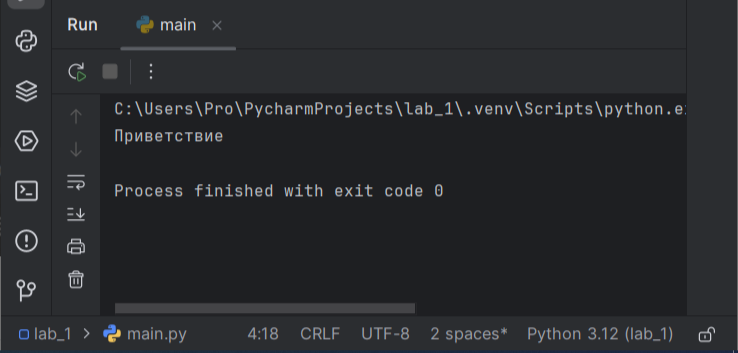 Run main
C:\Users\Pro\PycharmProjects\lab_1\.venv\Scripts\python.e
Приветствие
Process finished with exit code 0
lab_1 > main.py 4:18 CRLF UTF-8 2 spaces* Python 3.12 (lab_1)